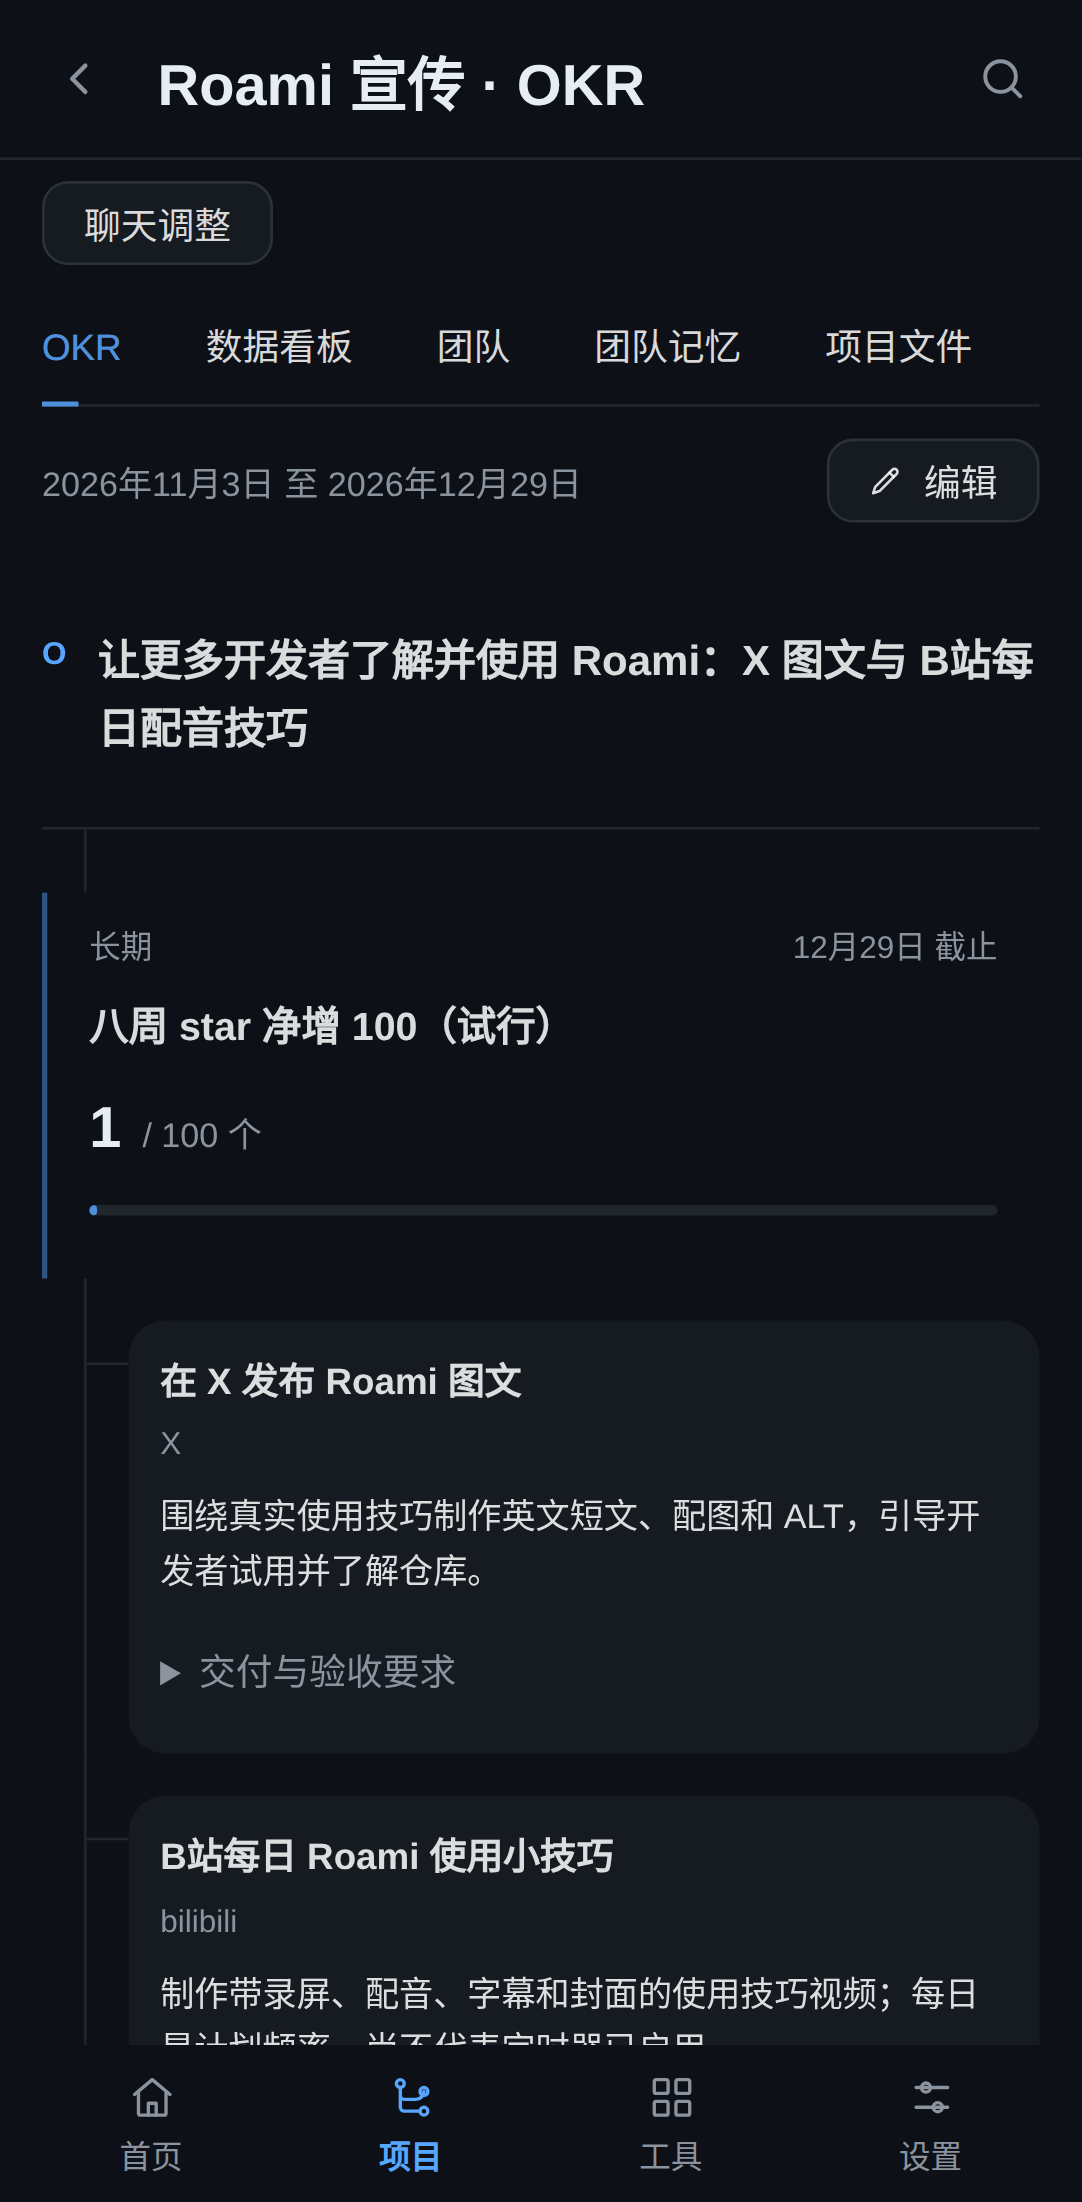 Roami 宣传 · OKR
聊天调整
OKR 数据看板 团队 团队记忆 项目文件
2026年11月3日 至 2026年12月29日 编辑
O 让更多开发者了解并使用 Roami：X 图文与 B站每
日配音技巧
长期 12月29日 截止
八周 star 净增 100（试行）
1 / 100 个
在 X 发布 Roami 图文
X
围绕真实使用技巧制作英文短文、配图和 ALT，引导开
发者试用并了解仓库。
▶ 交付与验收要求
B站每日 Roami 使用小技巧
bilibili
制作带录屏、配音、字幕和封面的使用技巧视频；每日
首页 项目 工具 设置